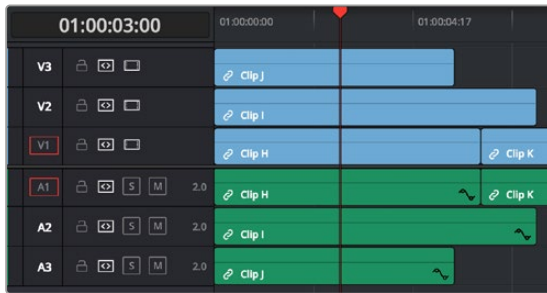 01:00:03:00 01:00:00:00 01:00:04:17
V3 Clip J
V2 Clip I
V1 Clip H Clip K
A1 S M 2.0 Clip H Clip K
A2 S M 2.0 Clip I
A3 S M 2.0 Clip J